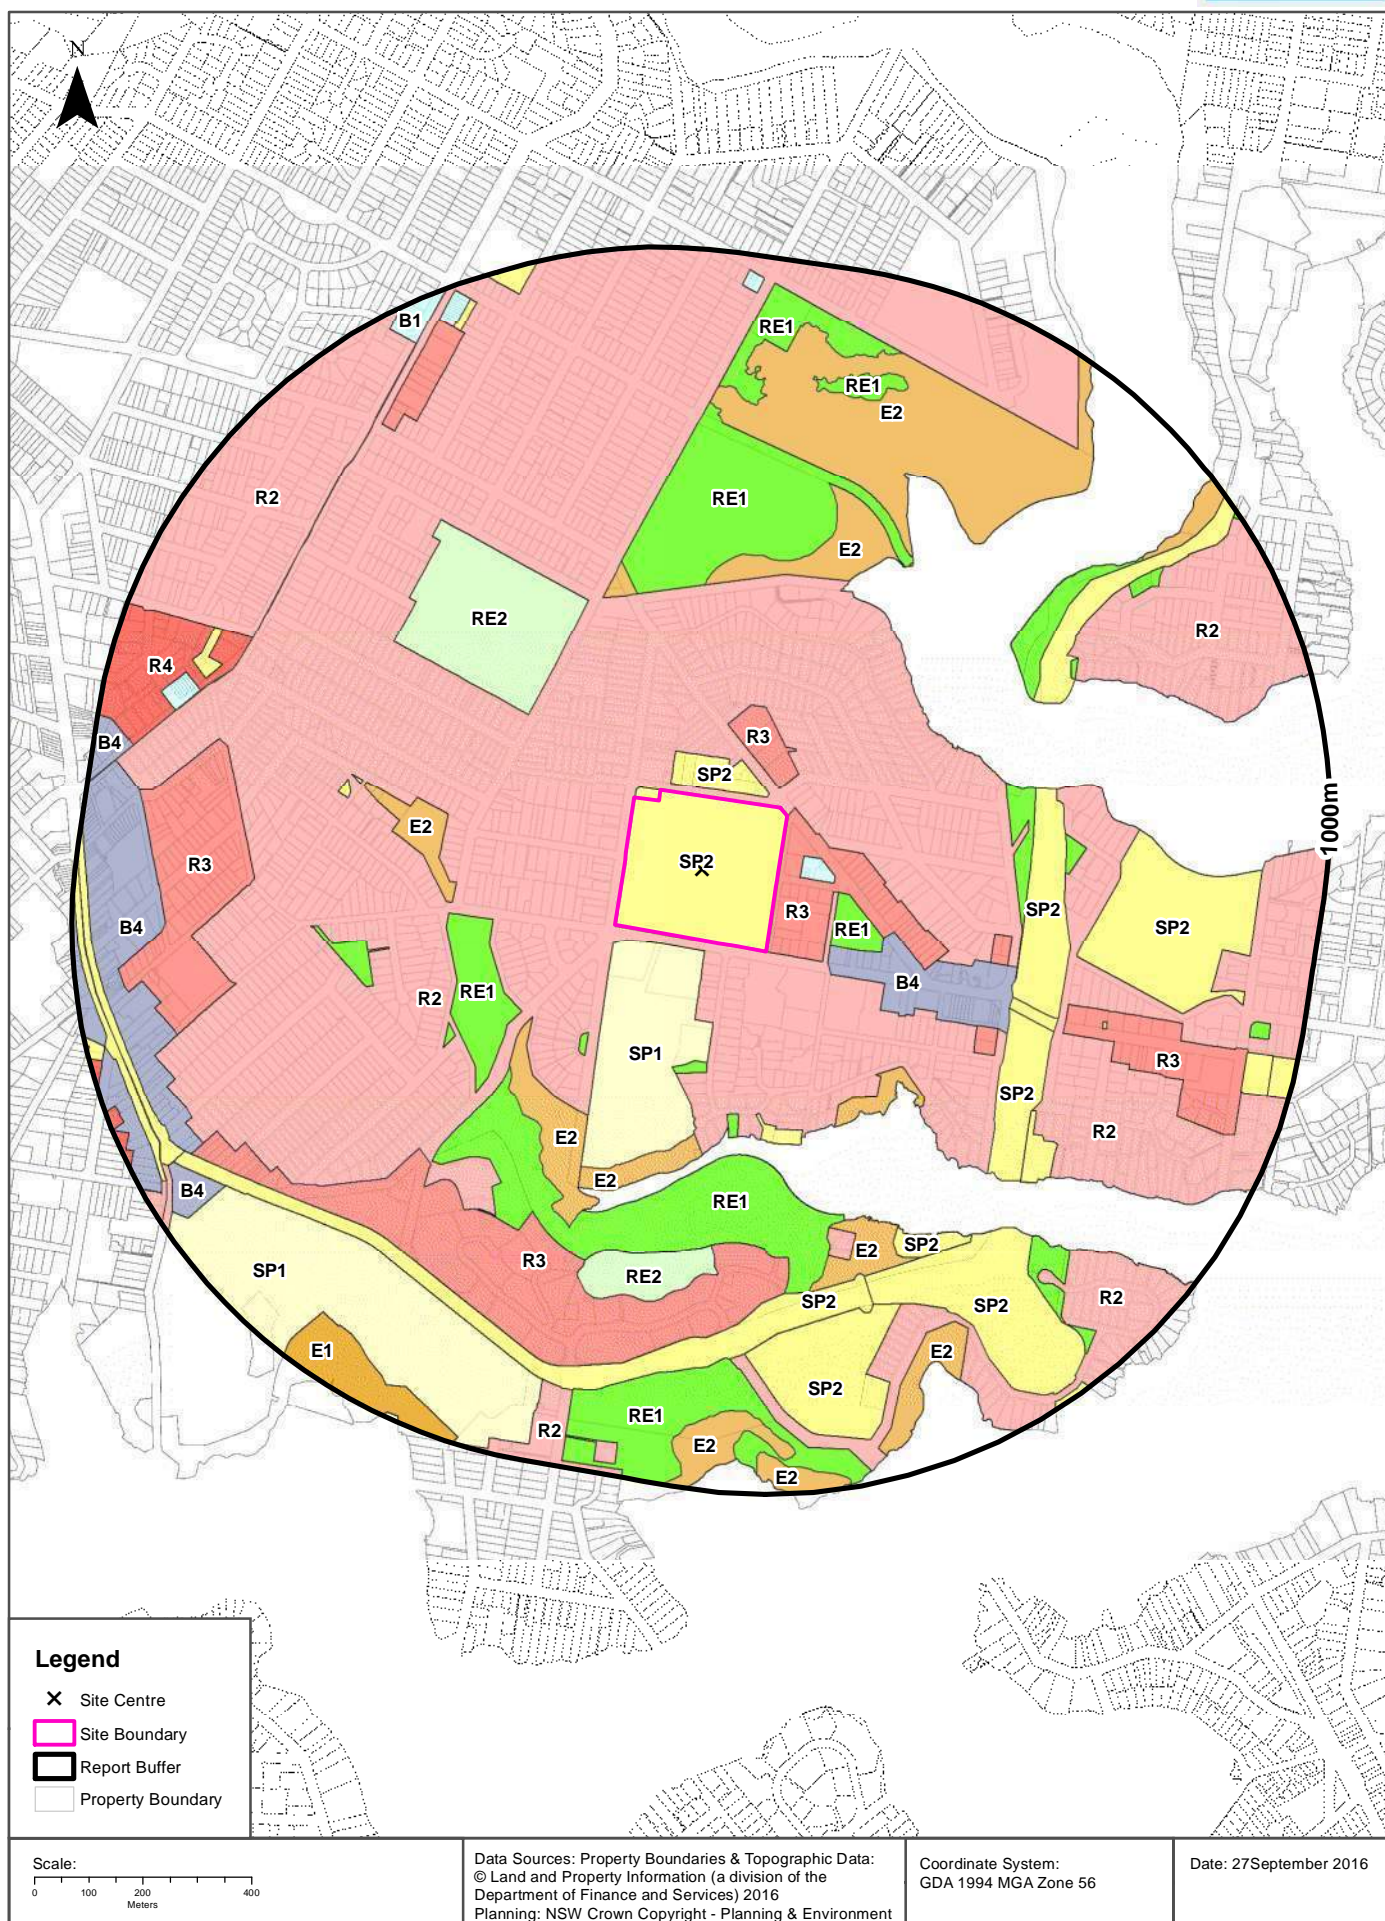 N
B1
RE1
RE1
E2
R2
RE1
E2
RE2
R2
R4
B4
R3
SP2
E2
SP2
R3
1000m
B4
R3
RE1
SP2
SP2
R2
RE1
B4
SP1
R3
SP2
R2
E2
E2
B4
RE1
SP2
E2
R3
SP1
RE2
SP2
SP2
R2
E1
E2
SP2
RE1
R2
E2
E2
Legend
Site Centre
Site Boundary
Report Buffer
Property Boundary
Scale:
0 100 200 400
Meters
Data Sources: Property Boundaries & Topographic Data:
© Land and Property Information (a division of the
Department of Finance and Services) 2016
Planning: NSW Crown Copyright - Planning & Environment
Coordinate System:
GDA 1994 MGA Zone 56
Date: 27September 2016